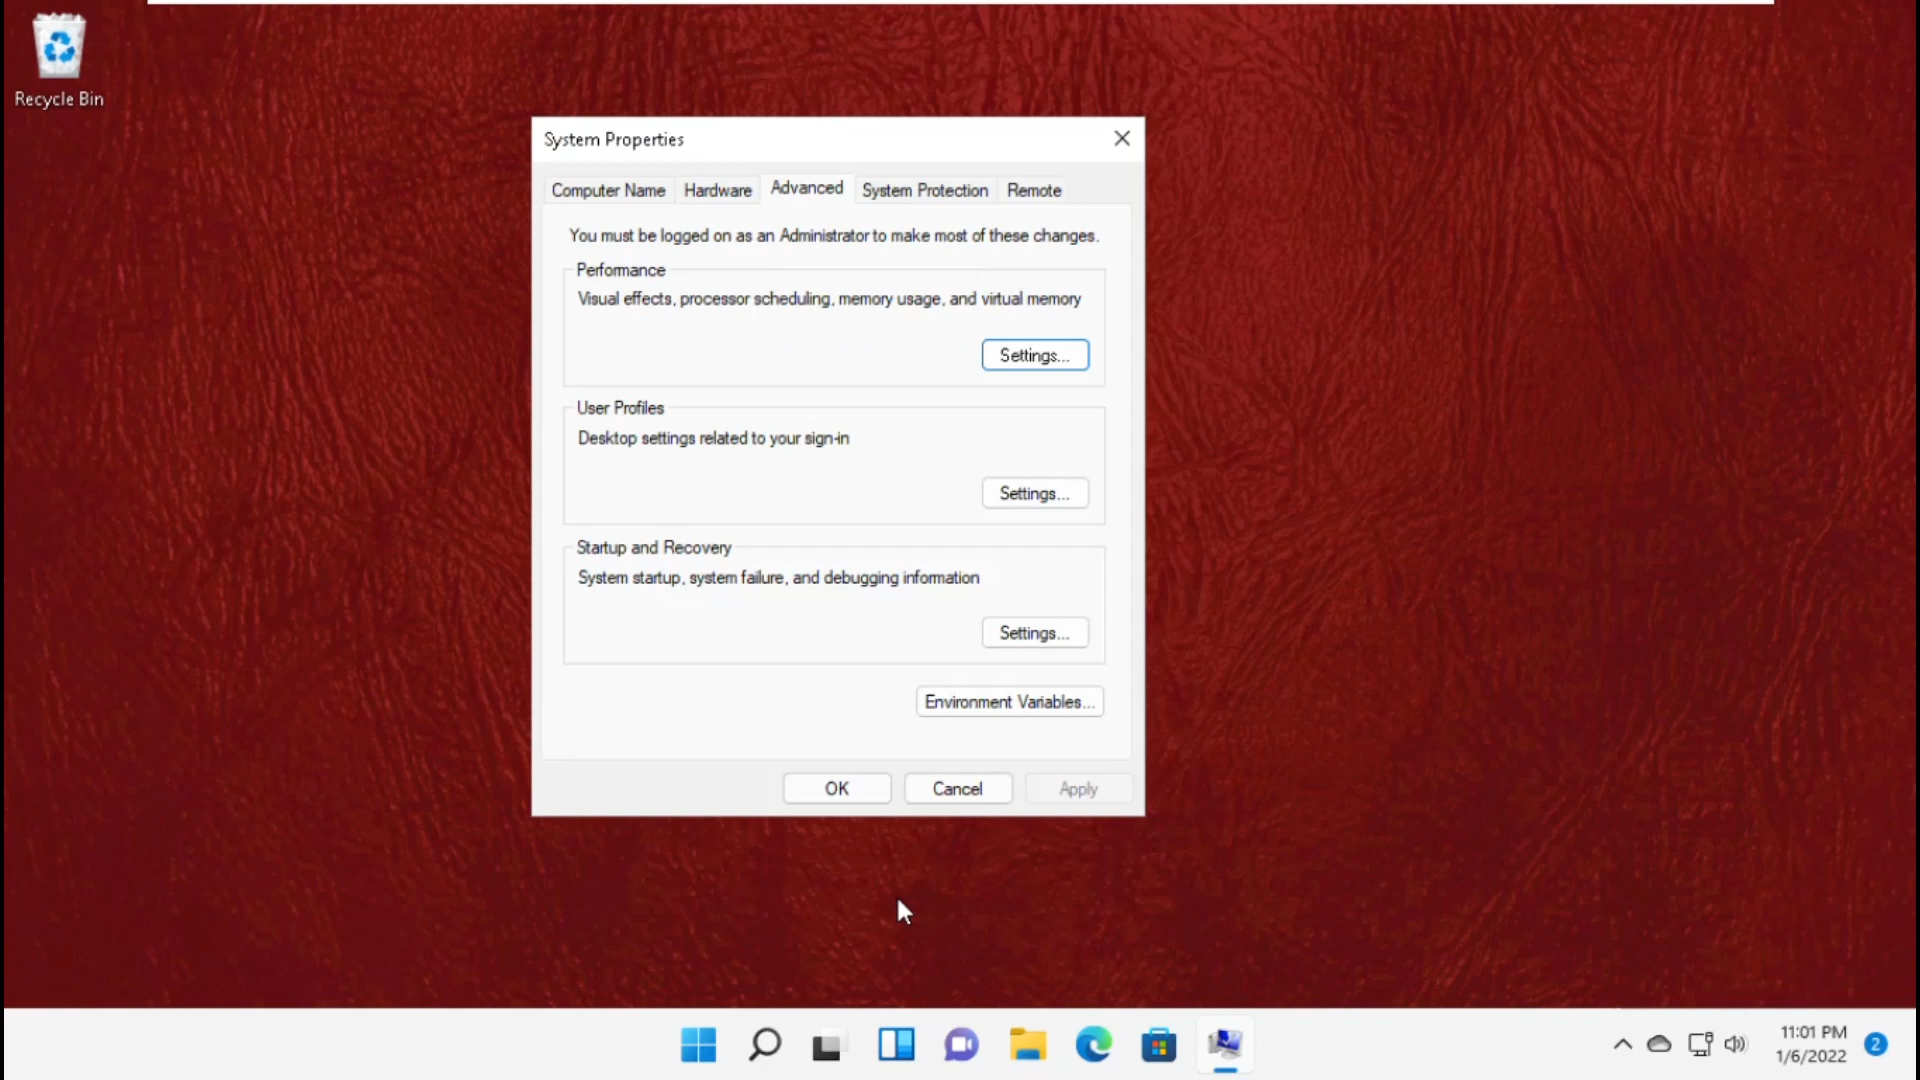 Recycle Bin
System Properties
Computer Name
Hardware
Advanced
System Protection
Remote
You must be logged on as an Administrator to make most of these changes.
Performance
Visual effects, processor scheduling, memory usage, and virtual memory
Settings...
User Profiles
Desktop settings related to your sign-in
Settings...
Startup and Recovery
System startup, system failure, and debugging information
Settings...
Environment Variables...
OK
Cancel
Apply
11:01 PM
1/6/2022
2